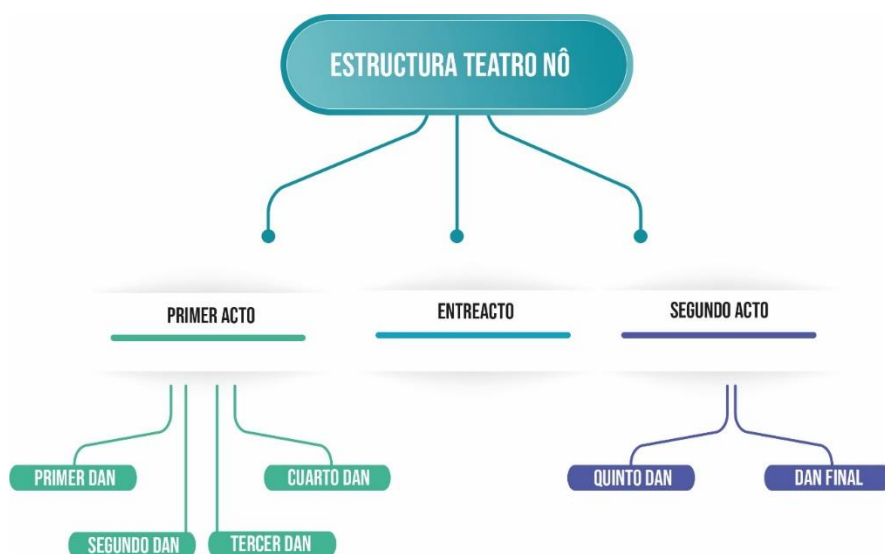 ESTRUCTURA TEATRO NÔ
PRIMER ACTO
ENTREACTO
SEGUNDO ACTO
PRIMER DAN
CUARTO DAN
QUINTO DAN
DAN FINAL
SEGUNDO DAN
TERCER DAN